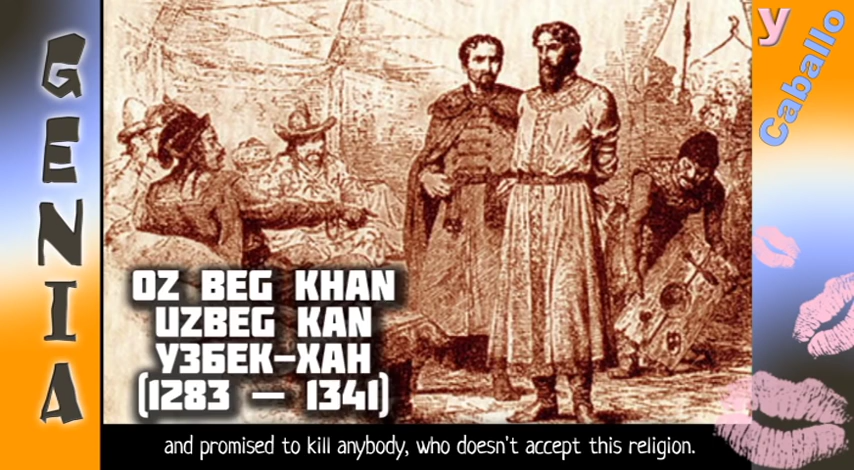 GENIA
y
Caballo
OZ BEG KHAN
UZBEG KAN
УЗБЕК-ХАН
(1283 — 1341)
and promised to kill anybody, who doesn't accept this religion.